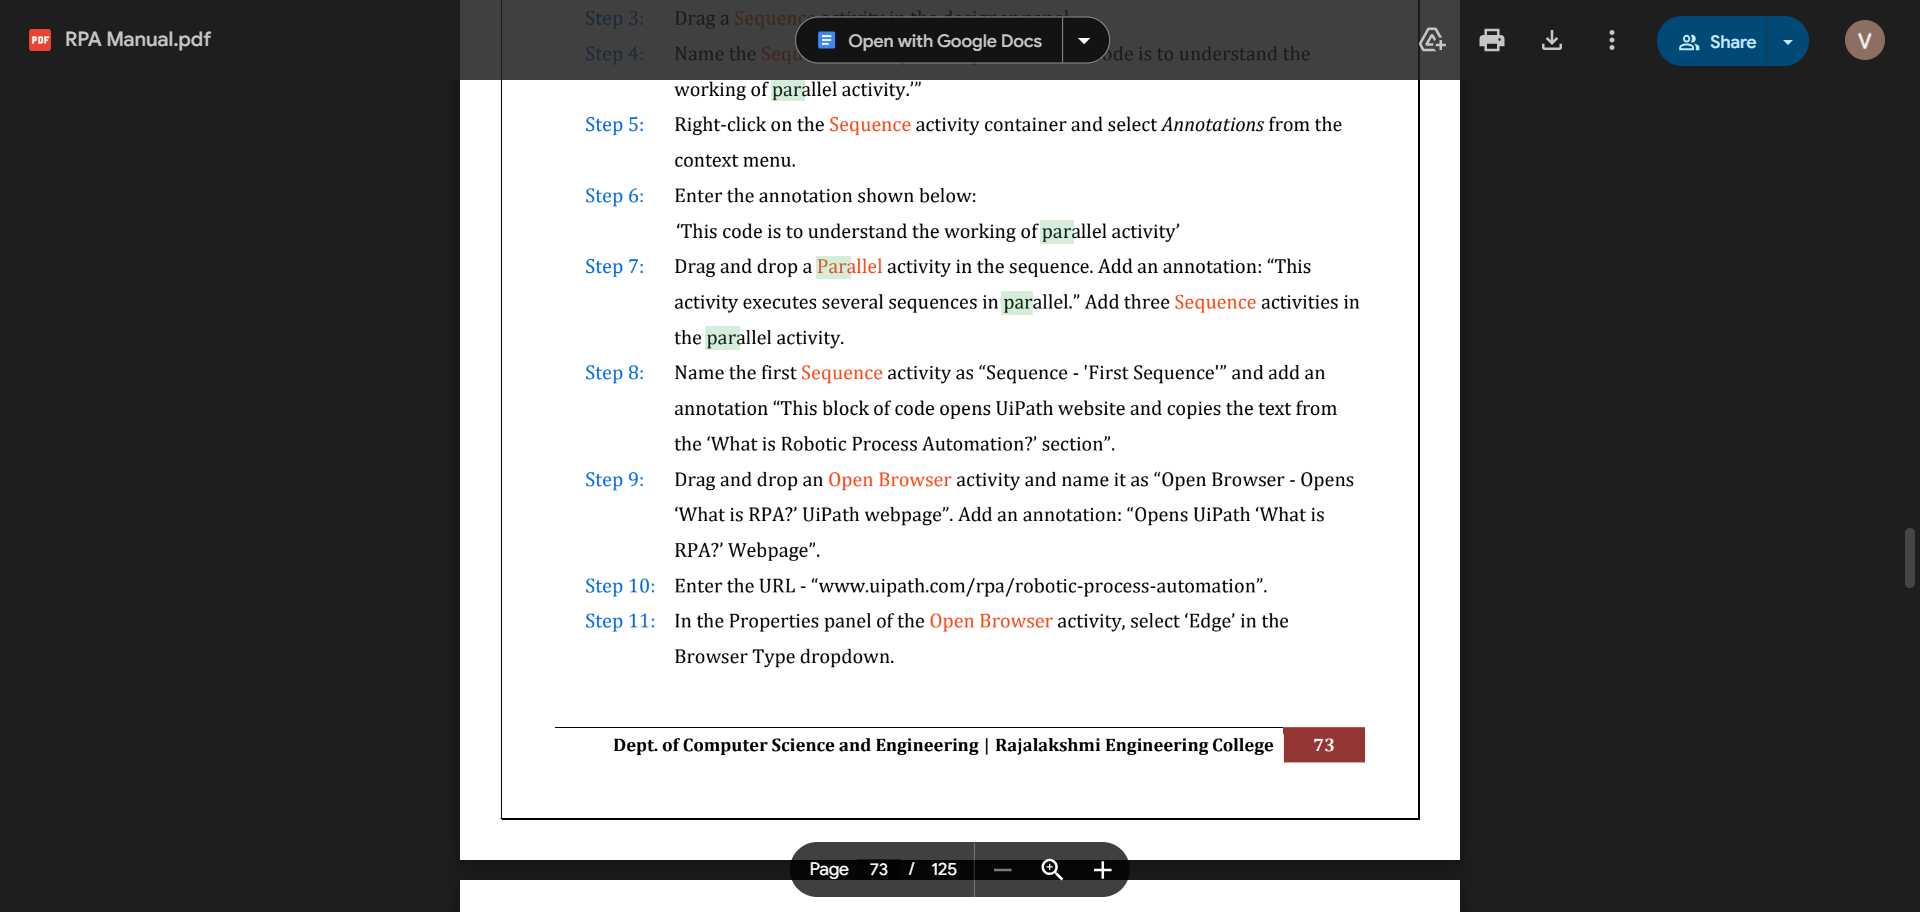 RPA Manual.pdf
Open with Google Docs
Share
V
Step 3: Drag a Sequence activity in the designer panel.
Step 4: Name the Seq ode is to understand the
working of parallel activity.'”
Step 5: Right-click on the Sequence activity container and select Annotations from the
context menu.
Step 6: Enter the annotation shown below:
‘This code is to understand the working of parallel activity’
Step 7: Drag and drop a Parallel activity in the sequence. Add an annotation: “This
activity executes several sequences in parallel.” Add three Sequence activities in
the parallel activity.
Step 8: Name the first Sequence activity as “Sequence - 'First Sequence'” and add an
annotation “This block of code opens UiPath website and copies the text from
the ‘What is Robotic Process Automation?’ section”.
Step 9: Drag and drop an Open Browser activity and name it as “Open Browser - Opens
‘What is RPA?’ UiPath webpage”. Add an annotation: “Opens UiPath ‘What is
RPA?’ Webpage”.
Step 10: Enter the URL - “www.uipath.com/rpa/robotic-process-automation”.
Step 11: In the Properties panel of the Open Browser activity, select ‘Edge’ in the
Browser Type dropdown.
Dept. of Computer Science and Engineering | Rajalakshmi Engineering College 73
Page 73 / 125